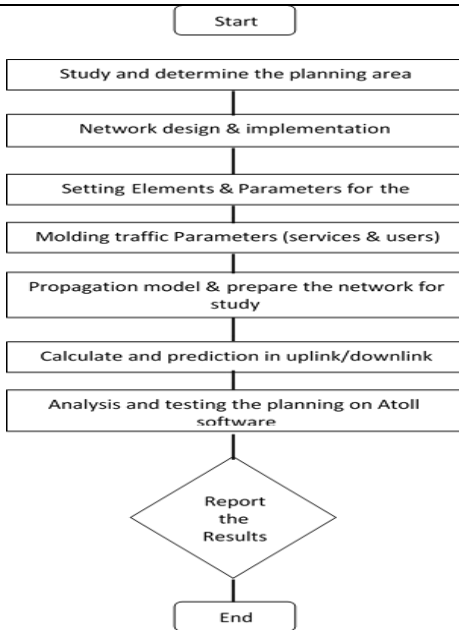 Start
Study and determine the planning area
Network design & implementation
Setting Elements & Parameters for the
Molding traffic Parameters (services & users)
Propagation model & prepare the network for
study
Calculate and prediction in uplink/downlink
Analysis and testing the planning on Atoll
software
Report
the
Results
End